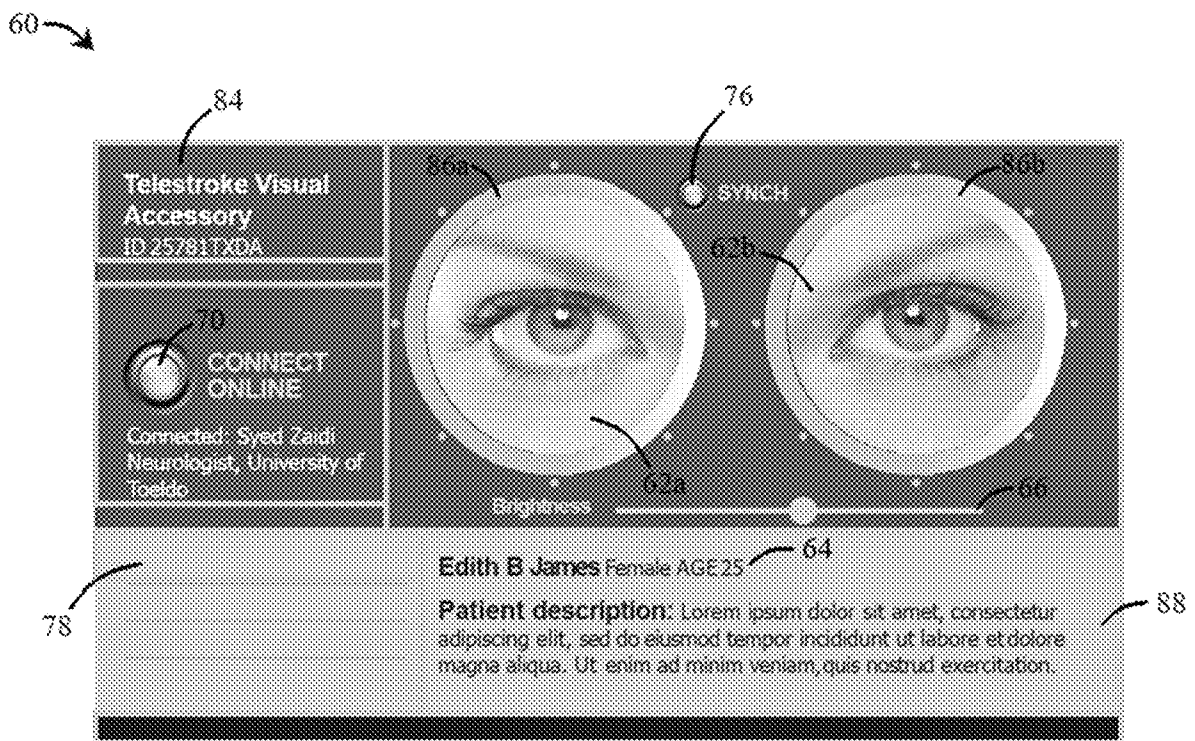 60
84
76
Telestroke Visual
Accessory
ID 25781TXDA
86a
86b
SYNCH
62b
70
CONNECT
ONLINE
Connected: Syed Zaidi
Neurologist, University of
Toeldo
62a
Brightness
66
Edith B James Female AGE25
64
Patient description: Lorem ipsum dolor sit amet, consectetur
adipiscing elit, sed do eiusmod tempor incididunt ut labore et dolore
magna aliqua. Ut enim ad minim veniam, quis nostrud exercitation.
78
88